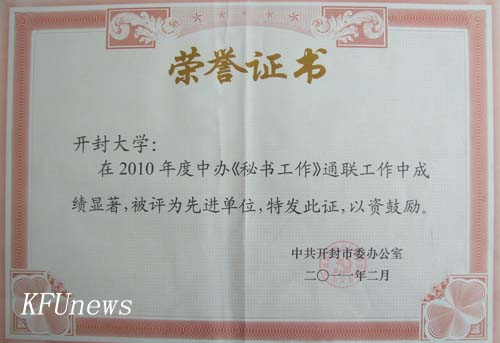 荣誉证书
开封大学：
在2010年度中办《秘书工作》通联工作中成
绩显著，被评为先进单位，特发此证，以资鼓励。
中共开封市委办公室
二〇一一年二月
KFUnews